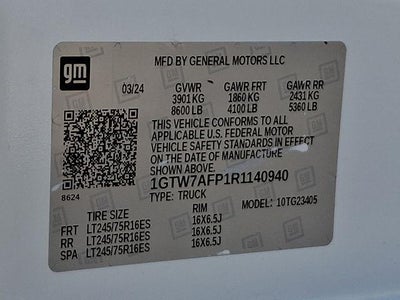 gm
MFD BY GENERAL MOTORS LLC
03/24 GVWR GAWR FRT GAWR RR
3901 KG 1860 KG 2431 KG
8600 LB 4100 LB 5360 LB
THIS VEHICLE CONFORMS TO ALL
APPLICABLE U.S. FEDERAL MOTOR
VEHICLE SAFETY STANDARDS IN EFFECT
ON THE DATE OF MANUFACTURE
SHOWN ABOVE.
1GTW7AFP1R1140940
8624
TYPE: TRUCK MODEL: 10TG23405
TIRE SIZE RIM
FRT LT245/75R16ES 16X6.5J
RR LT245/75R16ES 16X6.5J
SPA LT245/75R16ES 16X6.5J